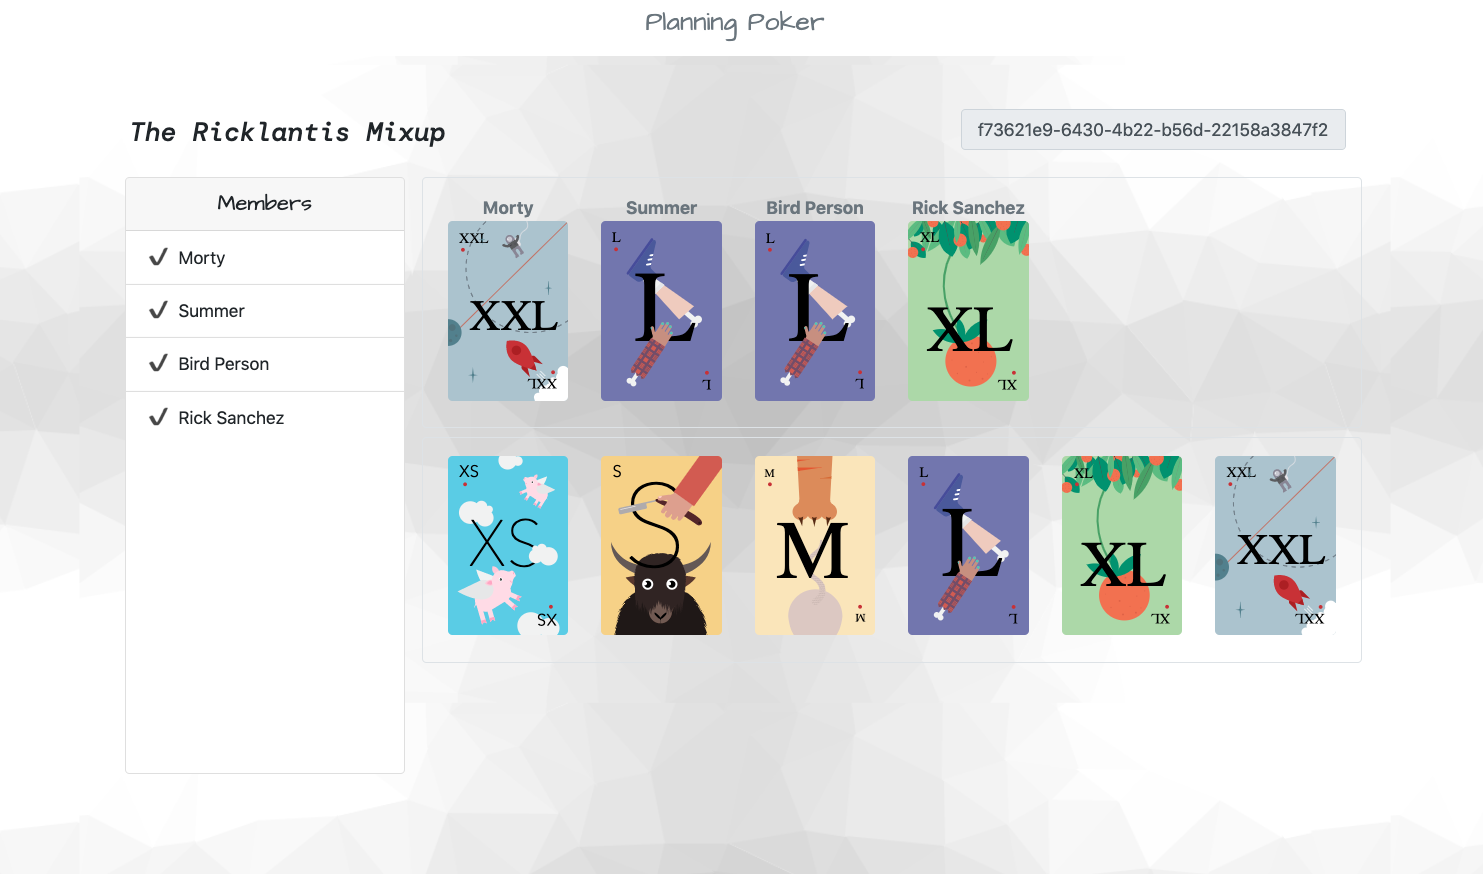 Planning Poker
The Ricklantis Mixup
f73621e9-6430-4b22-b56d-22158a3847f2
Members
Morty
Summer
Bird Person
Rick Sanchez
Morty Summer Bird Person Rick Sanchez
XXL L L XL
XXL L L XL
XXL L L XL
XS S M L XL XXL
XS S M L XL XXL
XS M L XL XXL